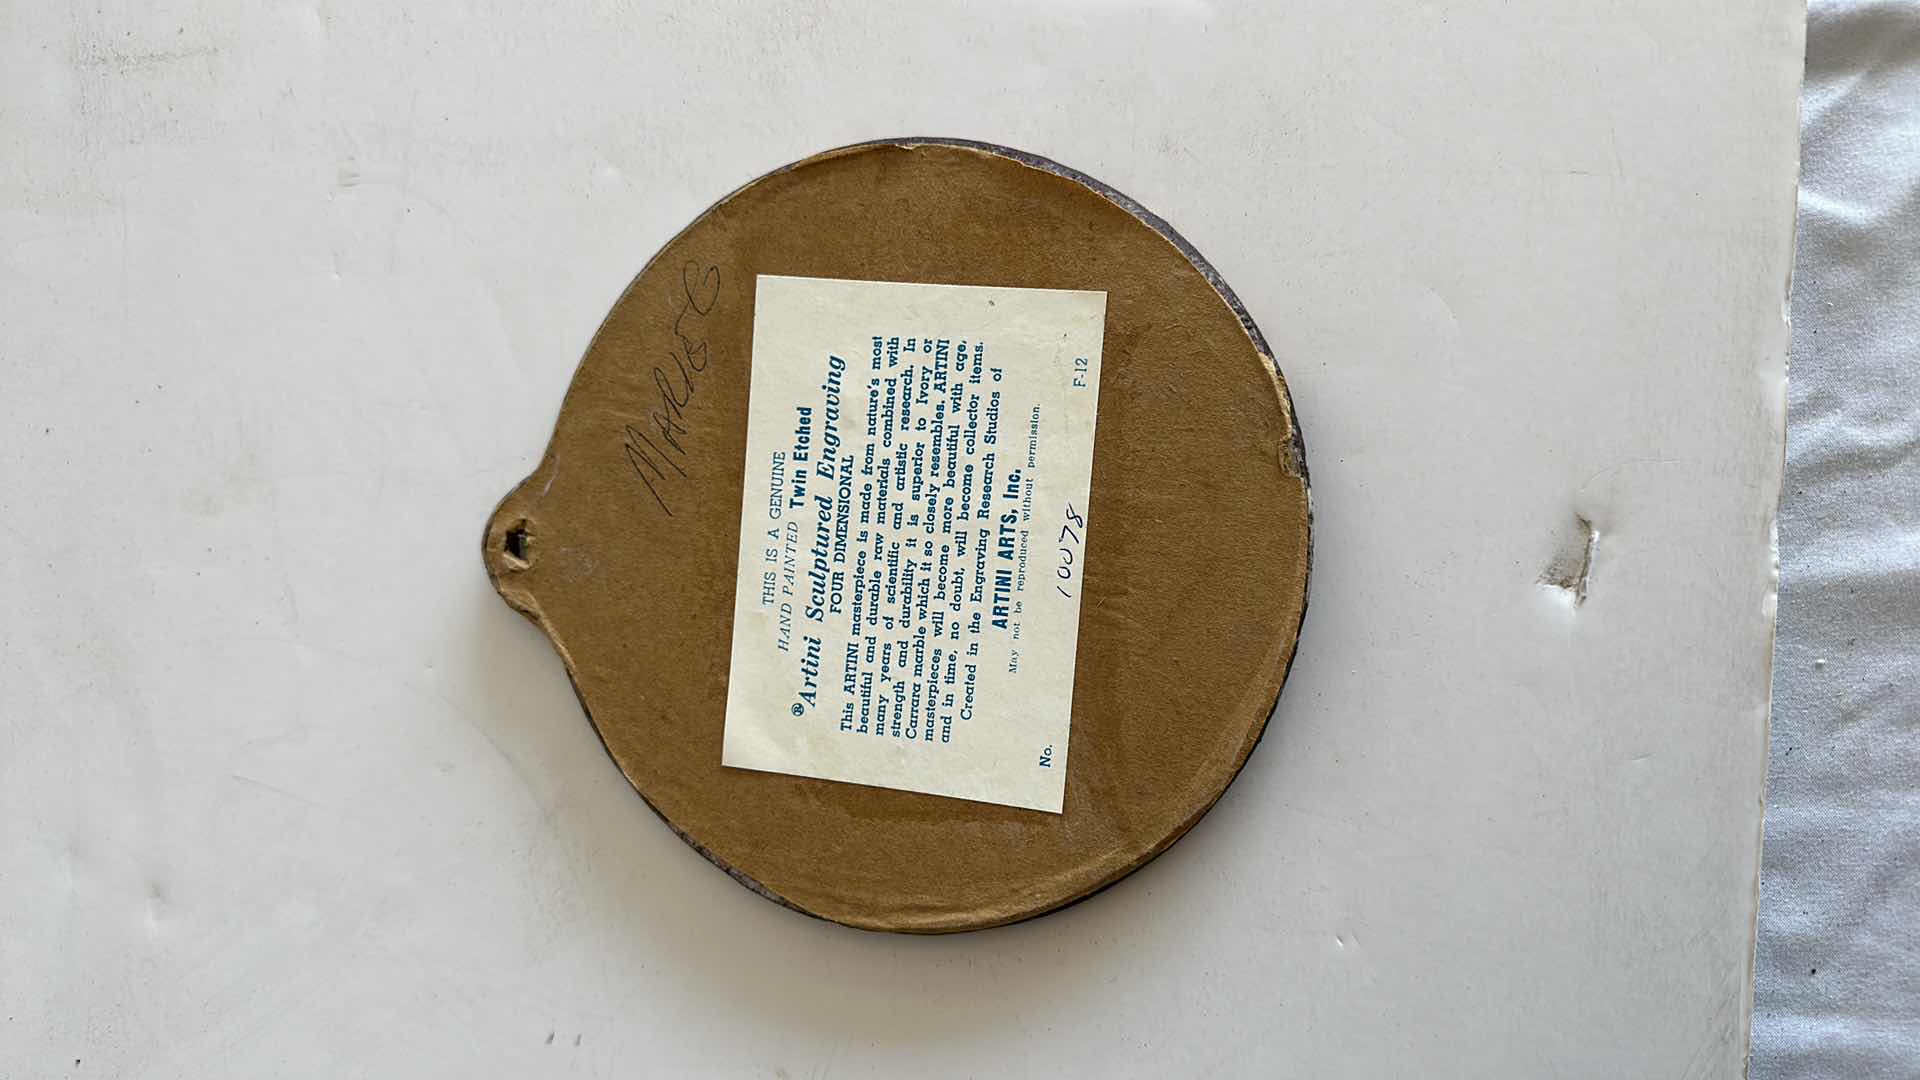 MARIE G
THIS IS A GENUINE
HAND PAINTED Twin Etched
®Artini Sculptured Engraving
FOUR DIMENSIONAL
This ARTINI masterpiece is made from nature's most
beautiful and durable raw materials combined with
many years of scientific and artistic research. In
strength and durability it is superior to Ivory or
Carrara marble which it so closely resembles. ARTINI
masterpieces will become more beautiful with age,
and in time, no doubt, will become collector items.
Created in the Engraving Research Studios of
ARTINI ARTS, Inc.
May not be reproduced without permission.
No. 10078 F-12